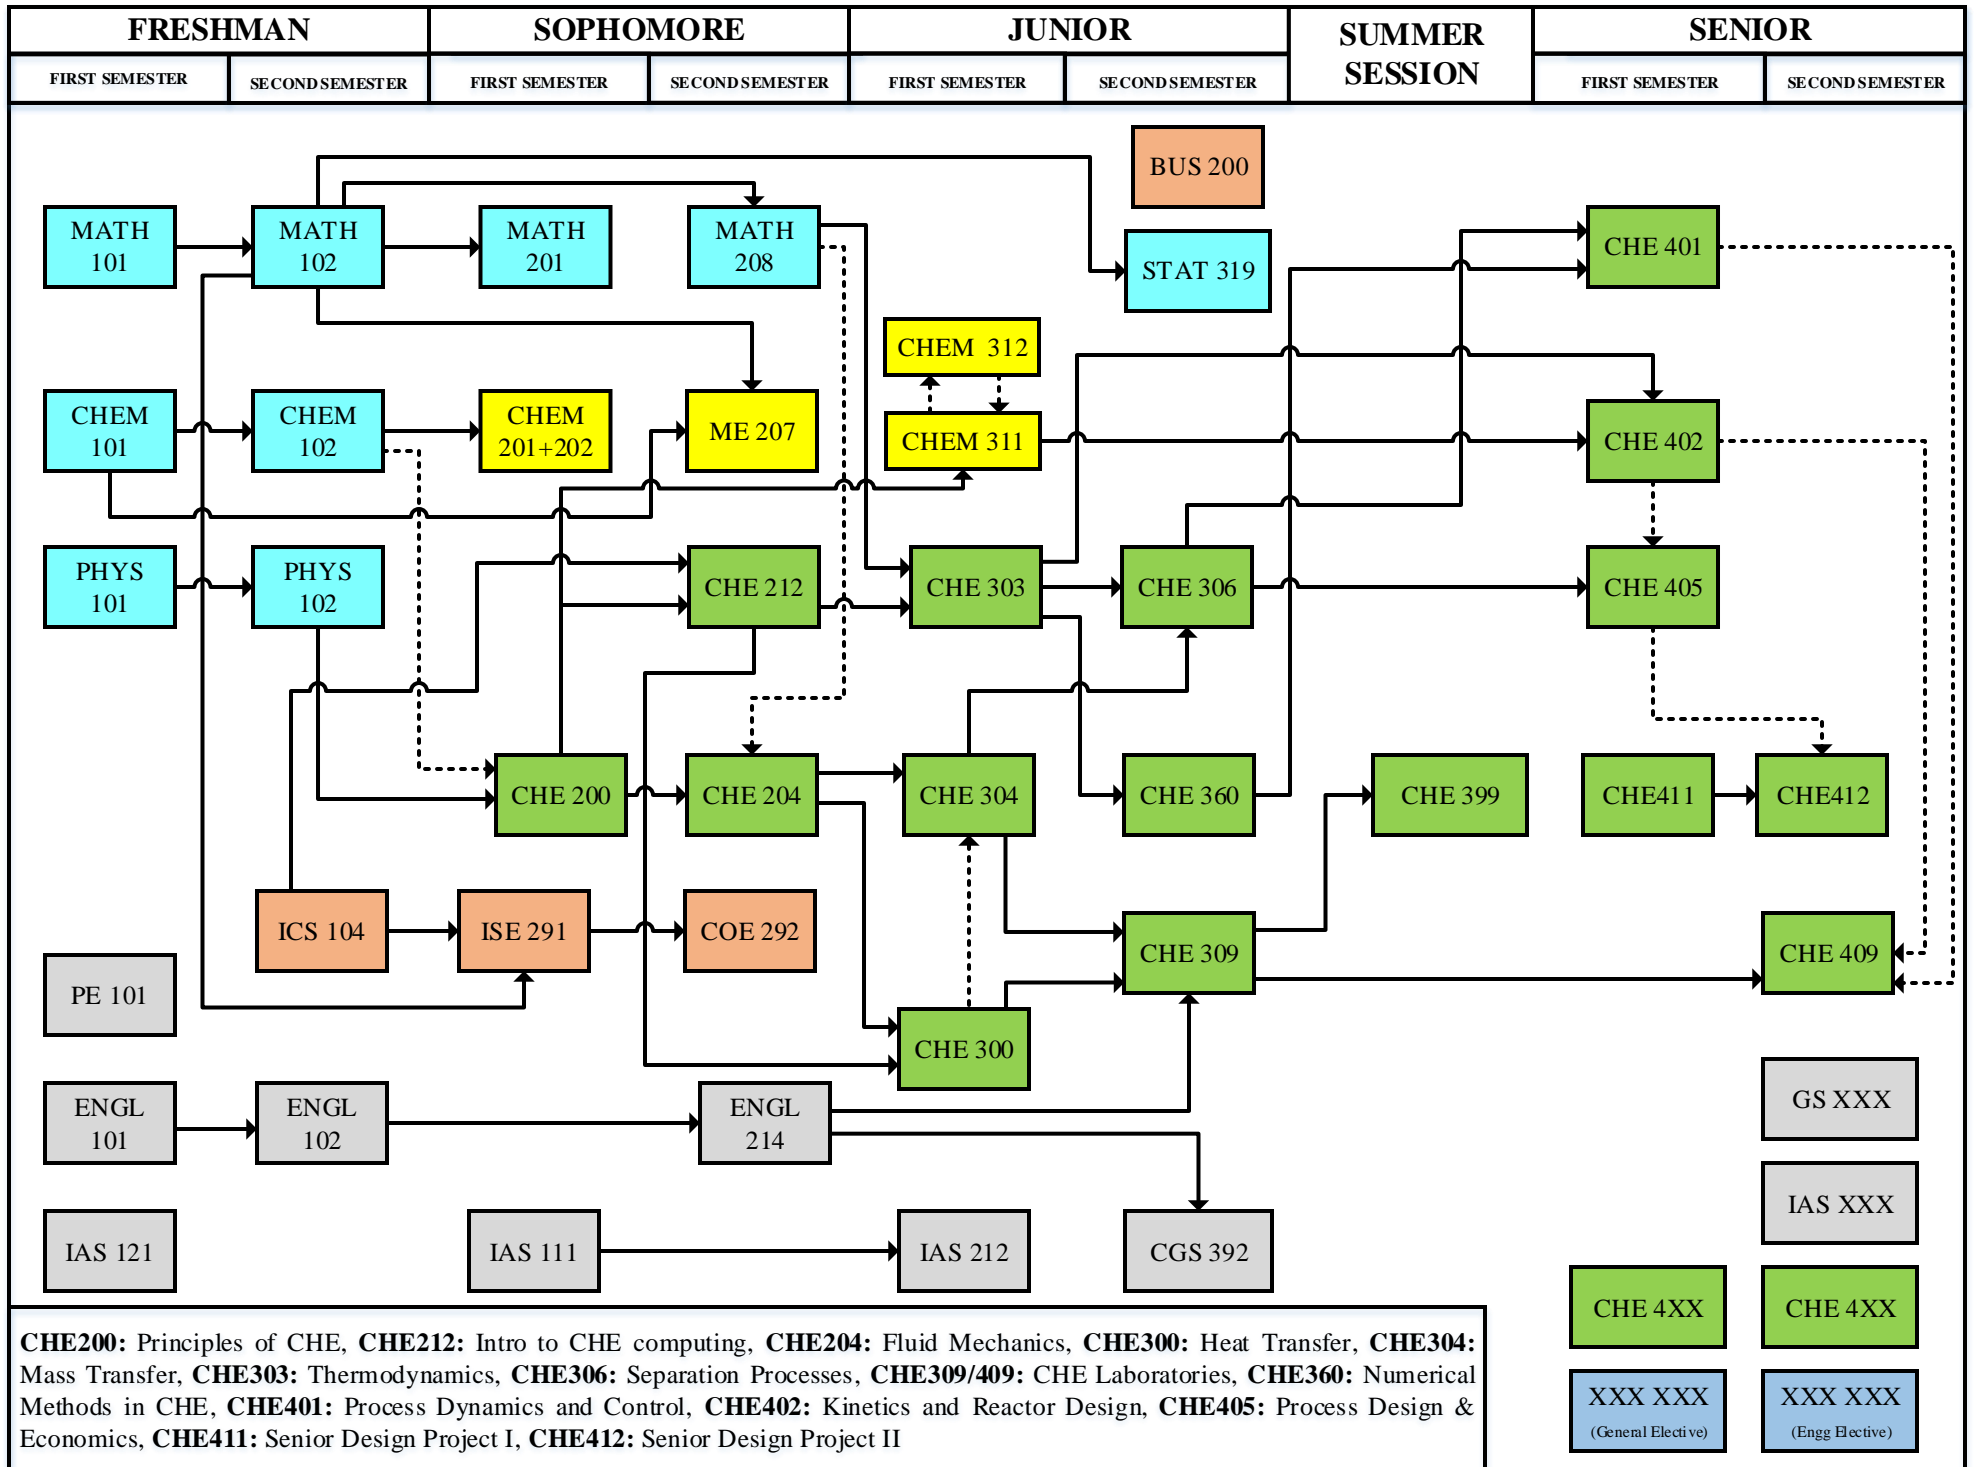 FRESHMAN
SOPHOMORE
JUNIOR
SUMMER
SESSION
SENIOR
FIRST SEMESTER
SECOND SEMESTER
FIRST SEMESTER
SECOND SEMESTER
FIRST SEMESTER
SECOND SEMESTER
FIRST SEMESTER
SECOND SEMESTER
BUS 200
MATH
101
MATH
102
MATH
201
MATH
208
STAT 319
CHE 401
CHEM 312
CHEM
101
CHEM
102
CHEM
201+202
ME 207
CHEM 311
CHE 402
PHYS
101
PHYS
102
CHE 212
CHE 303
CHE 306
CHE 405
CHE 200
CHE 204
CHE 304
CHE 360
CHE 399
CHE411
CHE412
ICS 104
ISE 291
COE 292
CHE 309
CHE 409
PE 101
CHE 300
ENGL
101
ENGL
102
ENGL
214
GS XXX
IAS XXX
IAS 121
IAS 111
IAS 212
CGS 392
CHE 4XX
CHE 4XX
XXX XXX
(General Elective)
XXX XXX
(Engg Elective)
CHE200: Principles of CHE, CHE212: Intro to CHE computing, CHE204: Fluid Mechanics, CHE300: Heat Transfer, CHE304:
Mass Transfer, CHE303: Thermodynamics, CHE306: Separation Processes, CHE309/409: CHE Laboratories, CHE360: Numerical
Methods in CHE, CHE401: Process Dynamics and Control, CHE402: Kinetics and Reactor Design, CHE405: Process Design &
Economics, CHE411: Senior Design Project I, CHE412: Senior Design Project II